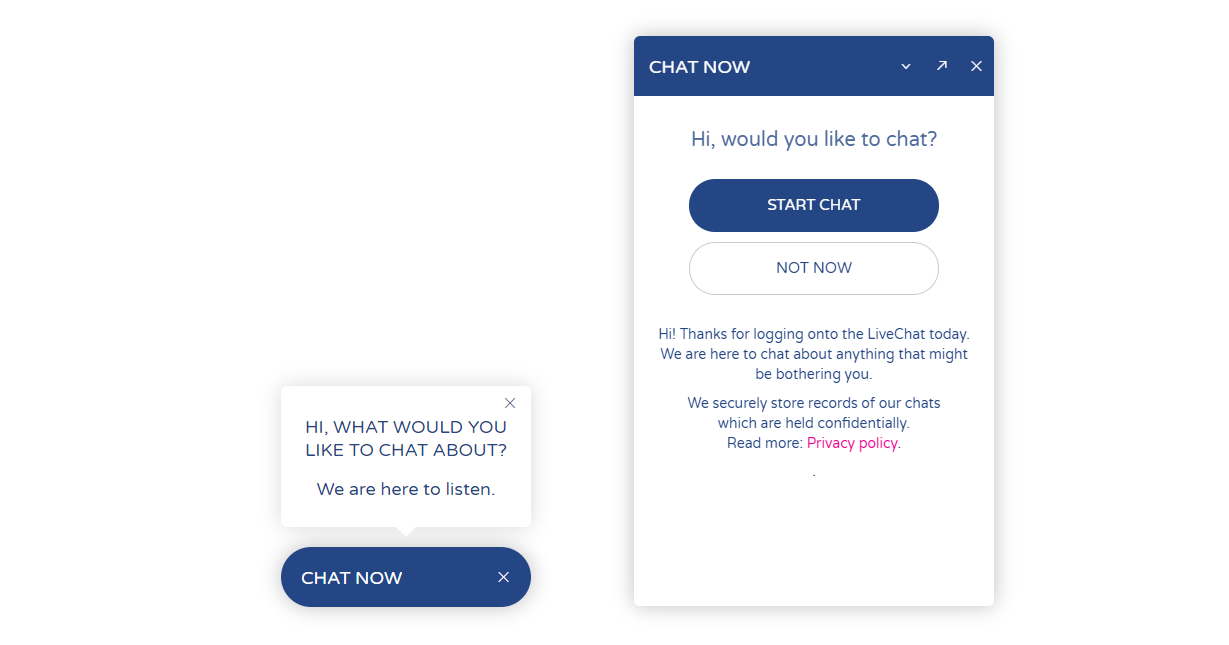 HI, WHAT WOULD YOU
LIKE TO CHAT ABOUT?
We are here to listen.
CHAT NOW
CHAT NOW
Hi, would you like to chat?
START CHAT
NOT NOW
Hi! Thanks for logging onto the LiveChat today.
We are here to chat about anything that might
be bothering you.
We securely store records of our chats
which are held confidentially.
Read more: Privacy policy.
.